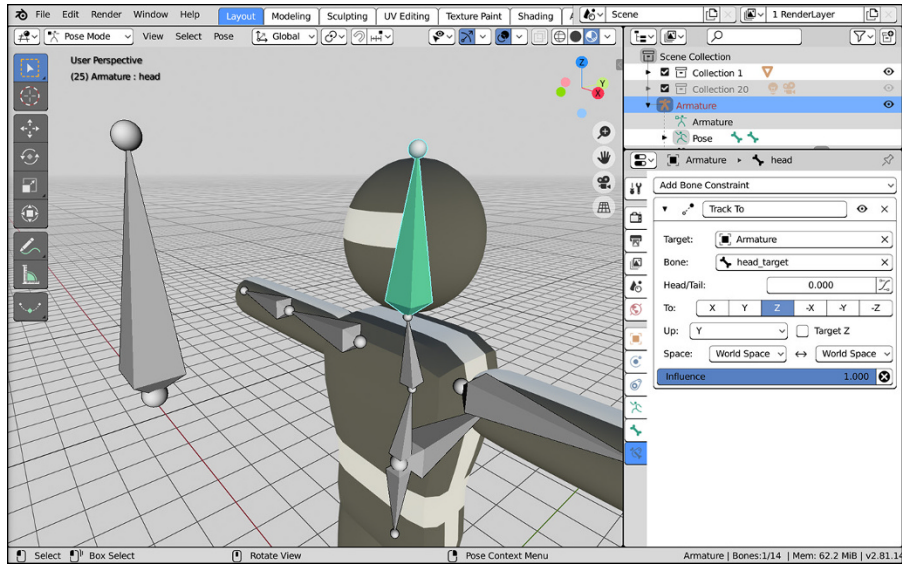 File Edit Render Window Help Layout Modeling Sculpting UV Editing Texture Paint Shading Scene 1 RenderLayer
Pose Mode View Select Pose Global
User Perspective
(25) Armature : head
Z
Y
X
Scene Collection
Collection 1
Collection 20
Armature
Armature
Pose
Armature head
Add Bone Constraint
Track To
Target: Armature
Bone: head_target
Head/Tail: 0.000
To: X Y Z -X -Y -Z
Up: Y Target Z
Space: World Space World Space
Influence 1.000
Select Box Select Rotate View Pose Context Menu Armature | Bones:1/14 | Mem: 62.2 MiB | v2.81.14